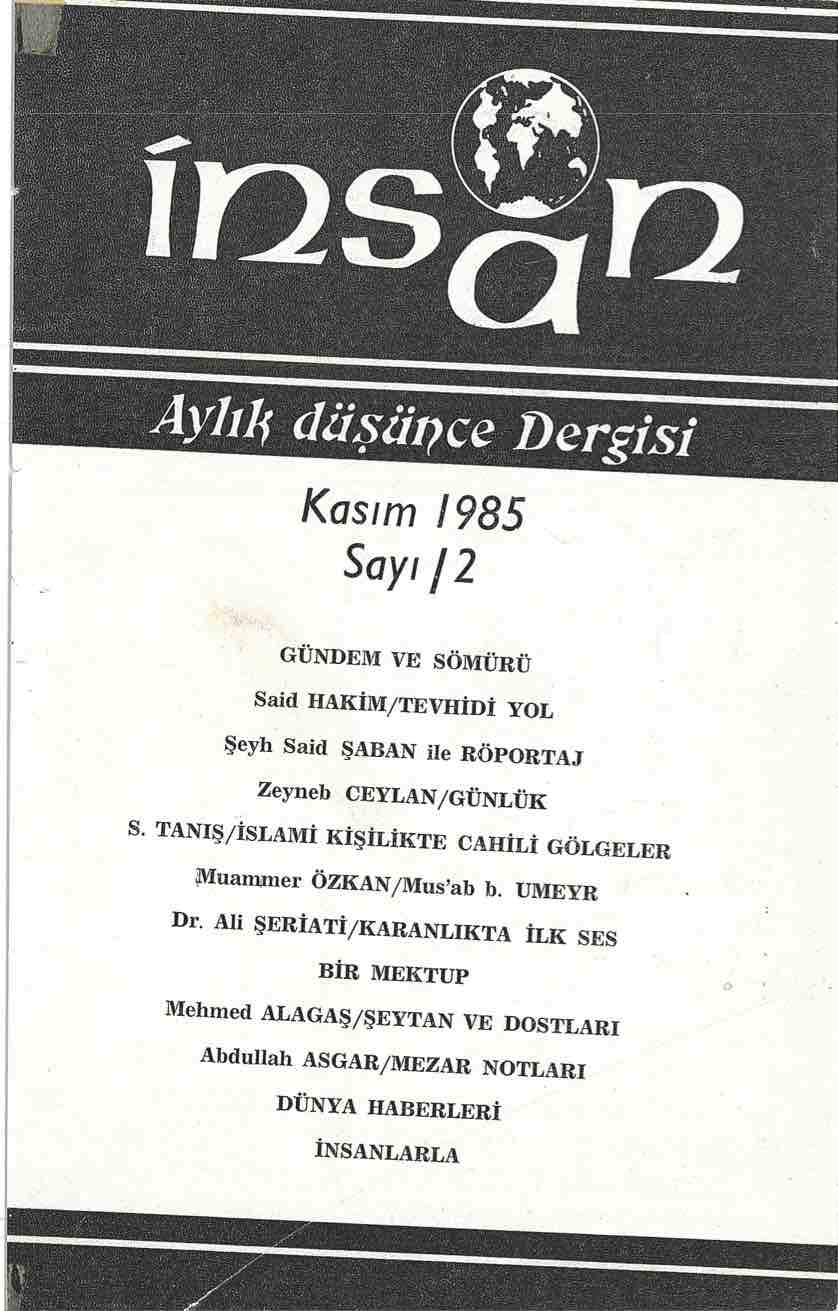 insan
Aylık düşünce Dergisi
Kasım 1985
Sayı / 2
GÜNDEM VE SÖMÜRÜ
Said HAKİM/TEVHİDİ YOL
Şeyh Said ŞABAN ile RÖPORTAJ
Zeyneb CEYLAN/GÜNLÜK
S. TANIŞ/İSLAMİ KİŞİLİKTE CAHİLİ GÖLGELER
Muammer ÖZKAN/Mus'ab b. UMEYR
Dr. Ali ŞERİATİ/KARANLIKTA İLK SES
BİR MEKTUP
Mehmed ALAGAŞ/ŞEYTAN VE DOSTLARI
Abdullah ASGAR/MEZAR NOTLARI
DÜNYA HABERLERİ
İNSANLARLA